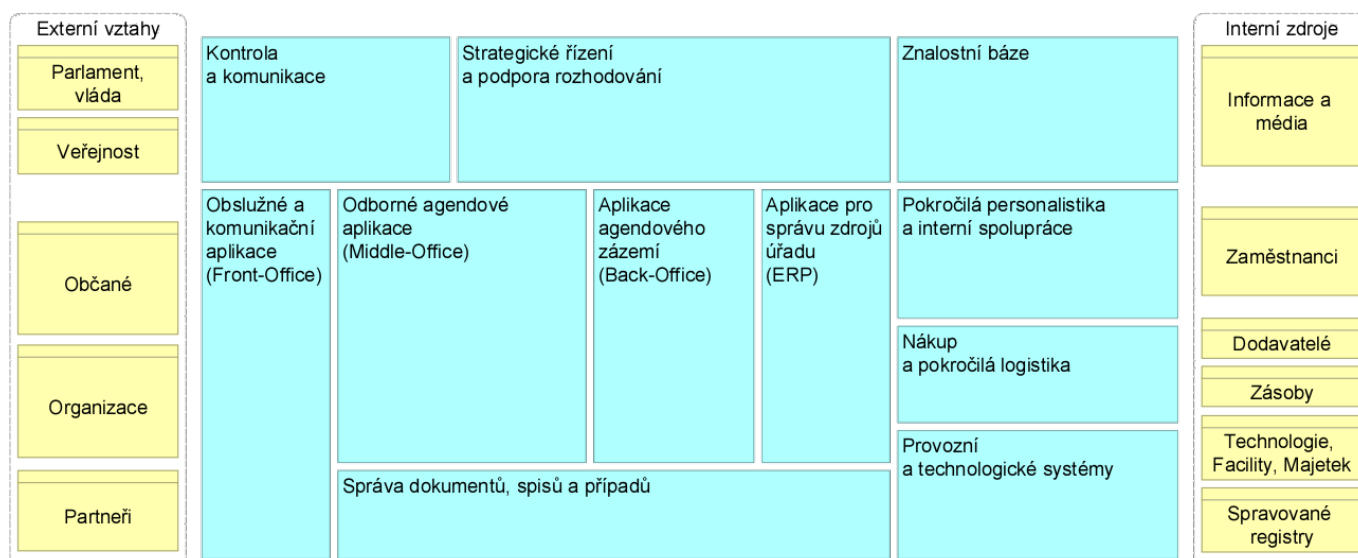 Externí vztahy
Parlament,
vláda
Veřejnost
Občané
Organizace
Partneři
Kontrola
a komunikace
Strategické řízení
a podpora rozhodování
Znalostní báze
Obslužné a
komunikační
aplikace
(Front-Office)
Odborné agendové
aplikace
(Middle-Office)
Aplikace
agendového
zázemí
(Back-Office)
Aplikace pro
správu zdrojů
úřadu
(ERP)
Pokročilá personalistika
a interní spolupráce
Nákup
a pokročilá logistika
Provozní
a technologické systémy
Správa dokumentů, spisů a případů
Interní zdroje
Informace a
média
Zaměstnanci
Dodavatelé
Zásoby
Technologie,
Facility, Majetek
Spravované
registry